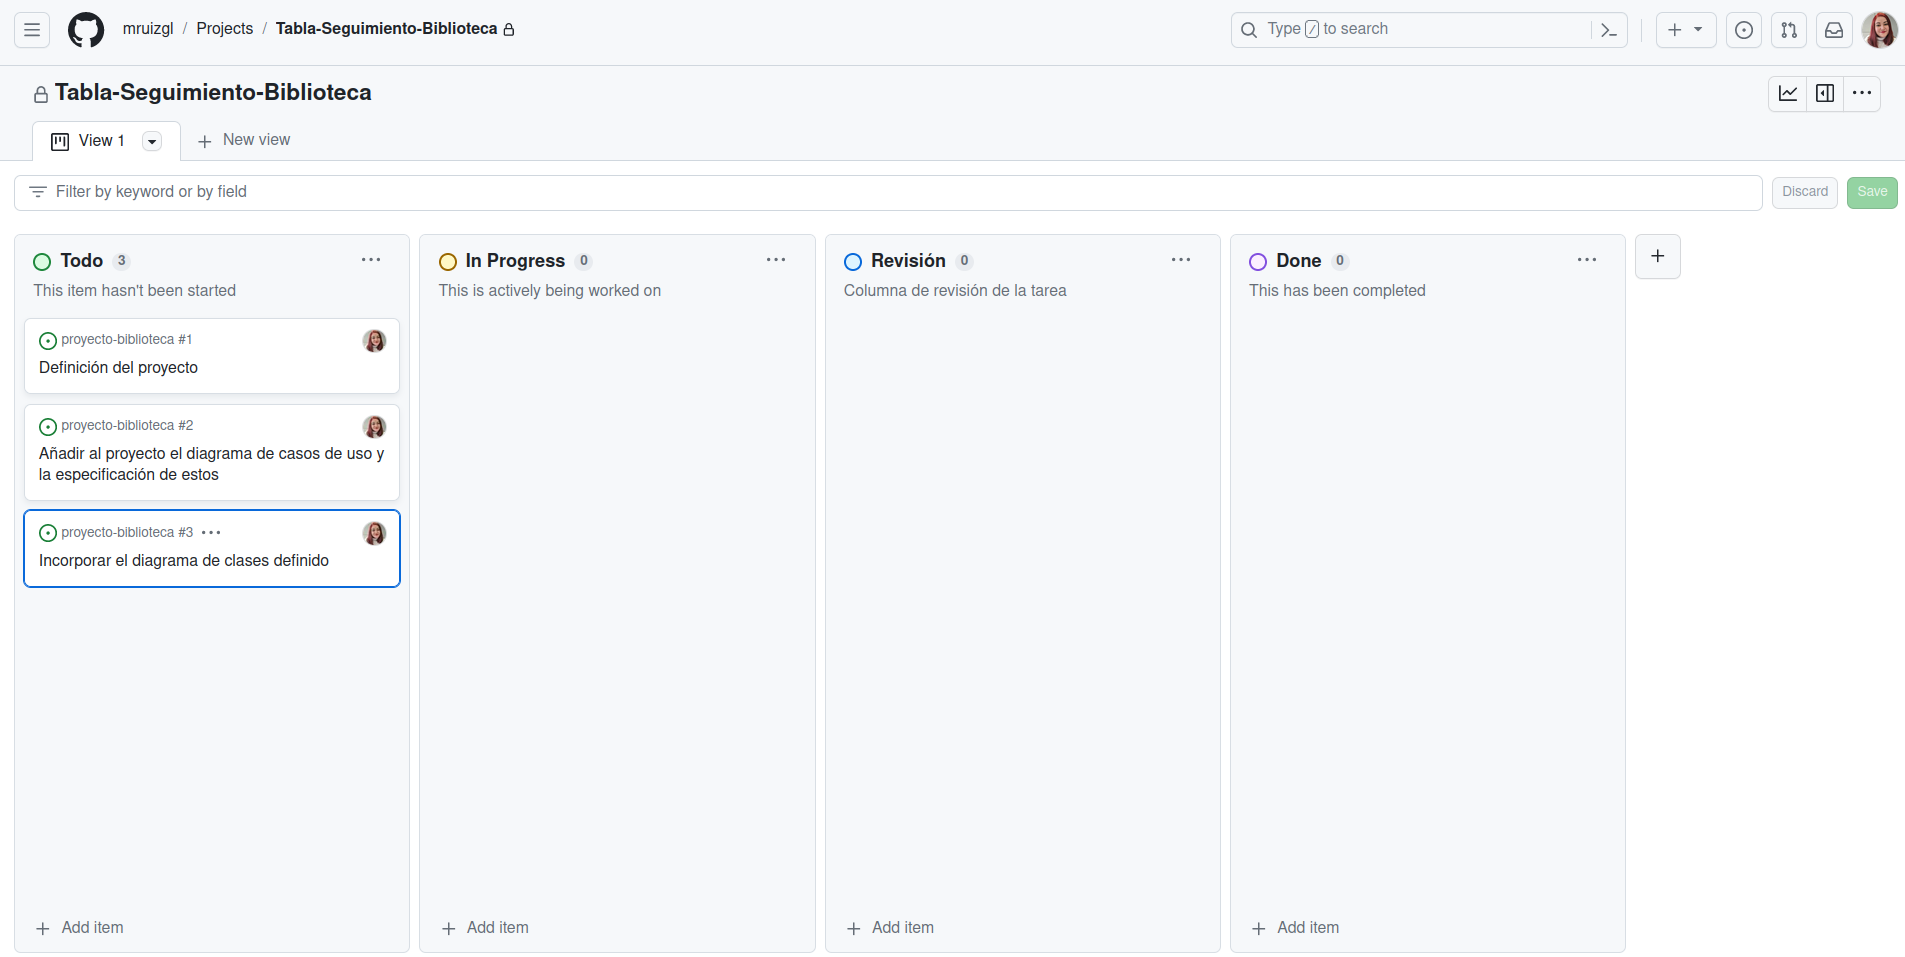 mruizgl / Projects / Tabla-Seguimiento-Biblioteca
Type / to search
Tabla-Seguimiento-Biblioteca
View 1
New view
Filter by keyword or by field
Discard
Save
Todo 3
This item hasn't been started
proyecto-biblioteca #1
Definición del proyecto
proyecto-biblioteca #2
Añadir al proyecto el diagrama de casos de uso y
la especificación de estos
proyecto-biblioteca #3
Incorporar el diagrama de clases definido
Add item
In Progress 0
This is actively being worked on
Add item
Revisión 0
Columna de revisión de la tarea
Add item
Done 0
This has been completed
Add item